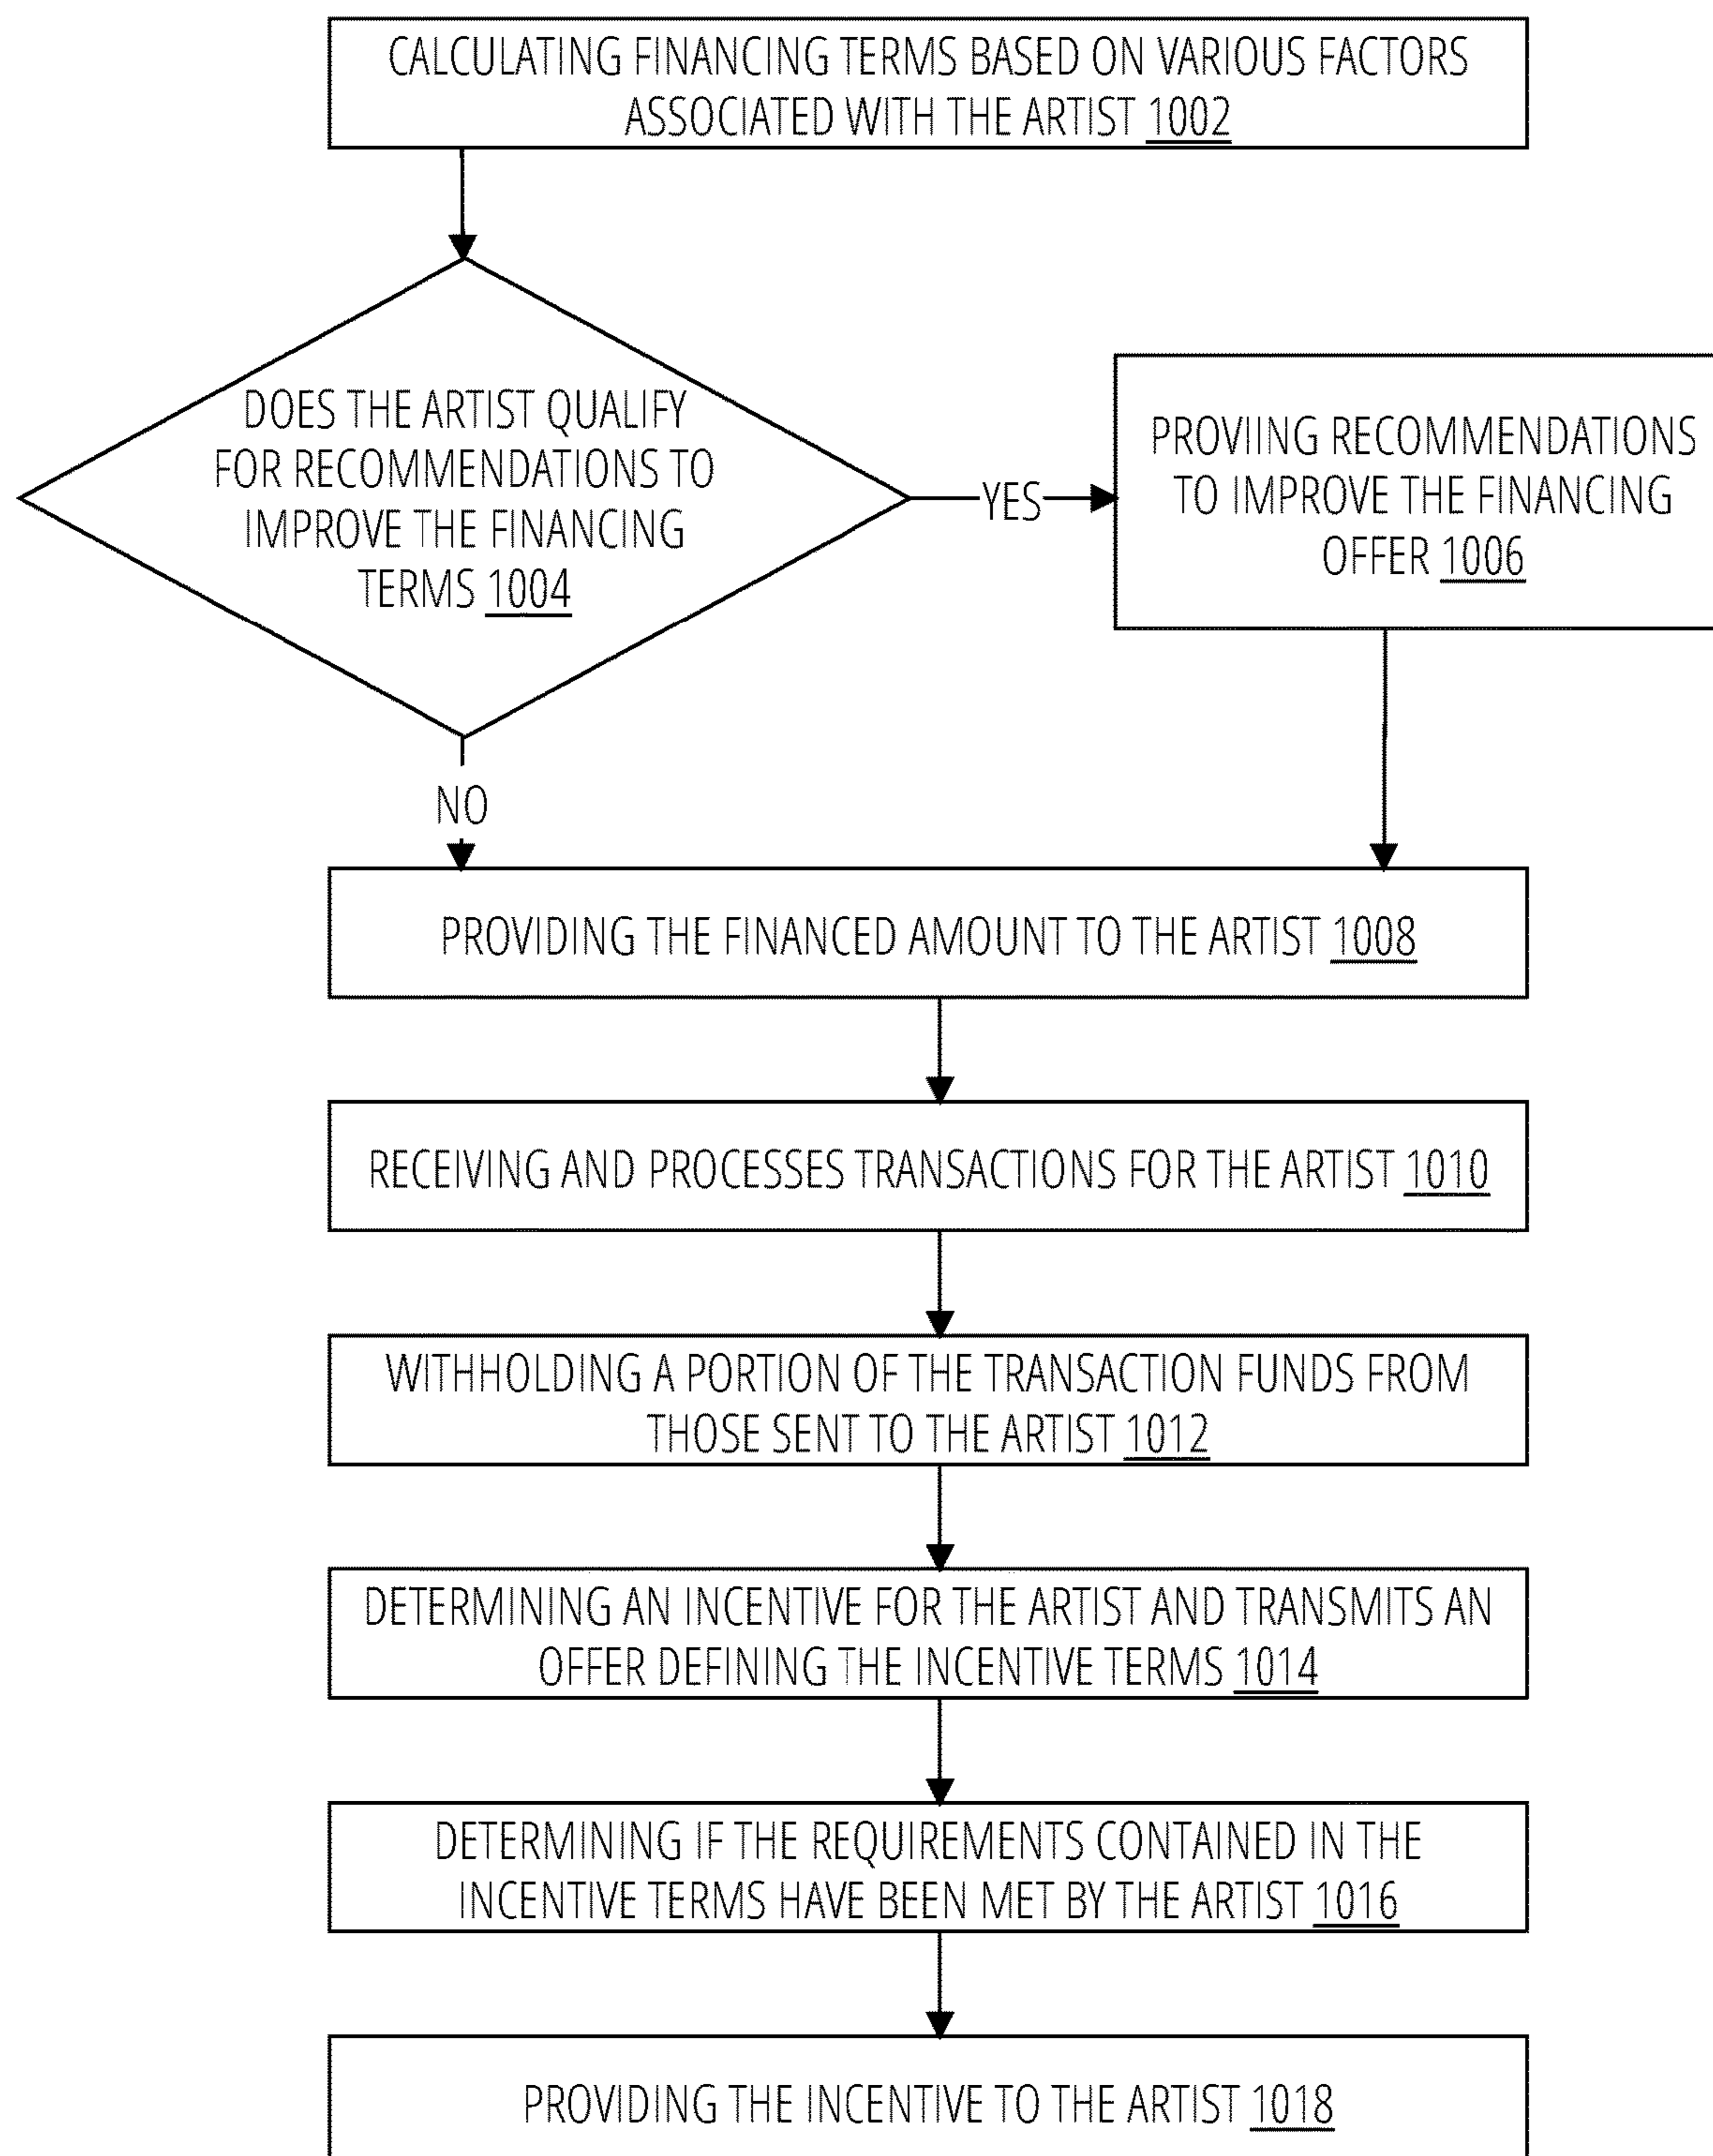 CALCULATING FINANCING TERMS BASED ON VARIOUS FACTORS
ASSOCIATED WITH THE ARTIST 1002
DOES THE ARTIST QUALIFY
FOR RECOMMENDATIONS TO
IMPROVE THE FINANCING
TERMS 1004
YES
PROVIING RECOMMENDATIONS
TO IMPROVE THE FINANCING
OFFER 1006
NO
PROVIDING THE FINANCED AMOUNT TO THE ARTIST 1008
RECEIVING AND PROCESSES TRANSACTIONS FOR THE ARTIST 1010
WITHHOLDING A PORTION OF THE TRANSACTION FUNDS FROM
THOSE SENT TO THE ARTIST 1012
DETERMINING AN INCENTIVE FOR THE ARTIST AND TRANSMITS AN
OFFER DEFINING THE INCENTIVE TERMS 1014
DETERMINING IF THE REQUIREMENTS CONTAINED IN THE
INCENTIVE TERMS HAVE BEEN MET BY THE ARTIST 1016
PROVIDING THE INCENTIVE TO THE ARTIST 1018